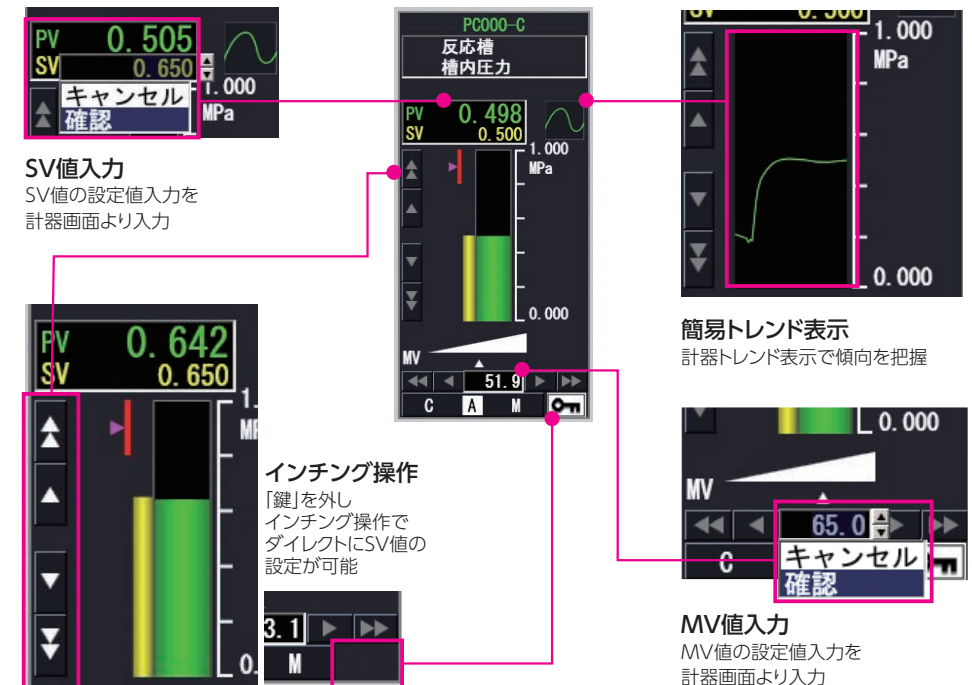 PV 0.505
SV 0.650
キャンセル
確認
1.000
MPa
SV値入力
SV値の設定値入力を
計器画面より入力
PC000-C
反応槽
槽内圧力
PV 0.498
SV 0.500
1.000
MPa
0.000
MV
51.9
C A M
SV 0.500
1.000
MPa
0.000
簡易トレンド表示
計器トレンド表示で傾向を把握
PV 0.642
SV 0.650
1.
0.
インチング操作
「鍵」を外し
インチング操作で
ダイレクトにSV値の
設定が可能
3.1
M
0.000
MV
65.0
C
キャンセル
確認
MV値入力
MV値の設定値入力を
計器画面より入力